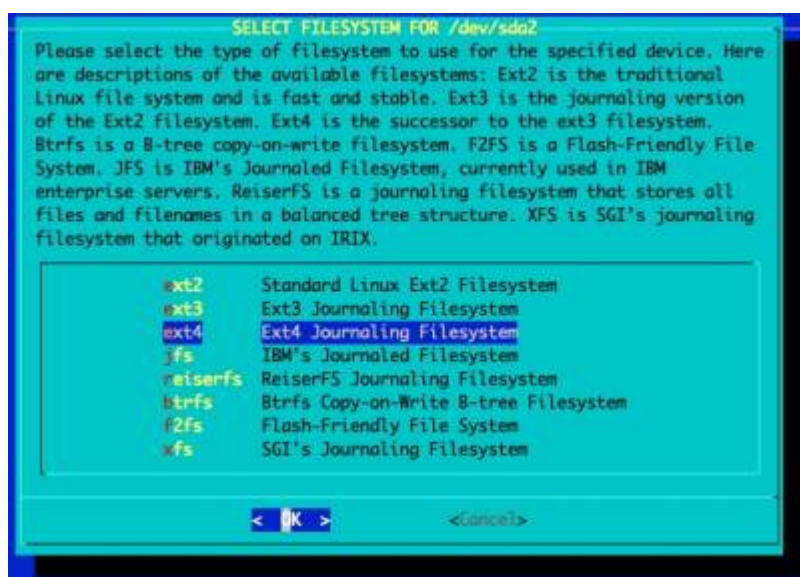 SELECT FILESYSTEM FOR /dev/sda2
Please select the type of filesystem to use for the specified device. Here
are descriptions of the available filesystems: Ext2 is the traditional
Linux file system and is fast and stable. Ext3 is the journaling version
of the Ext2 filesystem. Ext4 is the successor to the ext3 filesystem.
Btrfs is a B-tree copy-on-write filesystem. F2FS is a Flash-Friendly File
System. JFS is IBM's Journaled Filesystem, currently used in IBM
enterprise servers. ReiserFS is a journaling filesystem that stores all
files and filenames in a balanced tree structure. XFS is SGI's journaling
filesystem that originated on IRIX.
ext2 Standard Linux Ext2 Filesystem
ext3 Ext3 Journaling Filesystem
ext4 Ext4 Journaling Filesystem
jfs IBM's Journaled Filesystem
reiserfs ReiserFS Journaling Filesystem
btrfs Btrfs Copy-on-Write B-tree Filesystem
f2fs Flash-Friendly File System
xfs SGI's Journaling Filesystem
< OK > <Cancel>